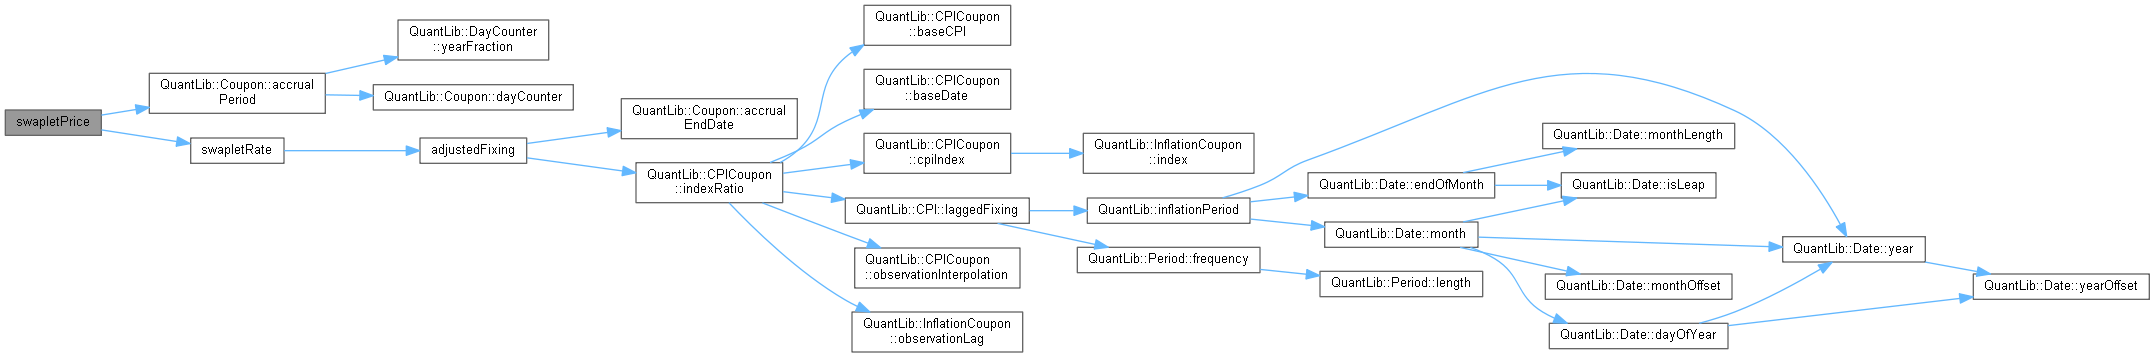 swapletPrice
QuantLib::Coupon::accrual
Period
swapletRate
QuantLib::DayCounter
::yearFraction
QuantLib::Coupon::dayCounter
adjustedFixing
QuantLib::Coupon::accrual
EndDate
QuantLib::CPICoupon
::indexRatio
QuantLib::CPICoupon
::baseCPI
QuantLib::CPICoupon
::baseDate
QuantLib::CPICoupon
::cpiIndex
QuantLib::CPI::laggedFixing
QuantLib::CPICoupon
::observationInterpolation
QuantLib::InflationCoupon
::observationLag
QuantLib::InflationCoupon
::index
QuantLib::inflationPeriod
QuantLib::Period::frequency
QuantLib::Date::endOfMonth
QuantLib::Date::month
QuantLib::Period::length
QuantLib::Date::monthLength
QuantLib::Date::isLeap
QuantLib::Date::monthOffset
QuantLib::Date::dayOfYear
QuantLib::Date::year
QuantLib::Date::yearOffset